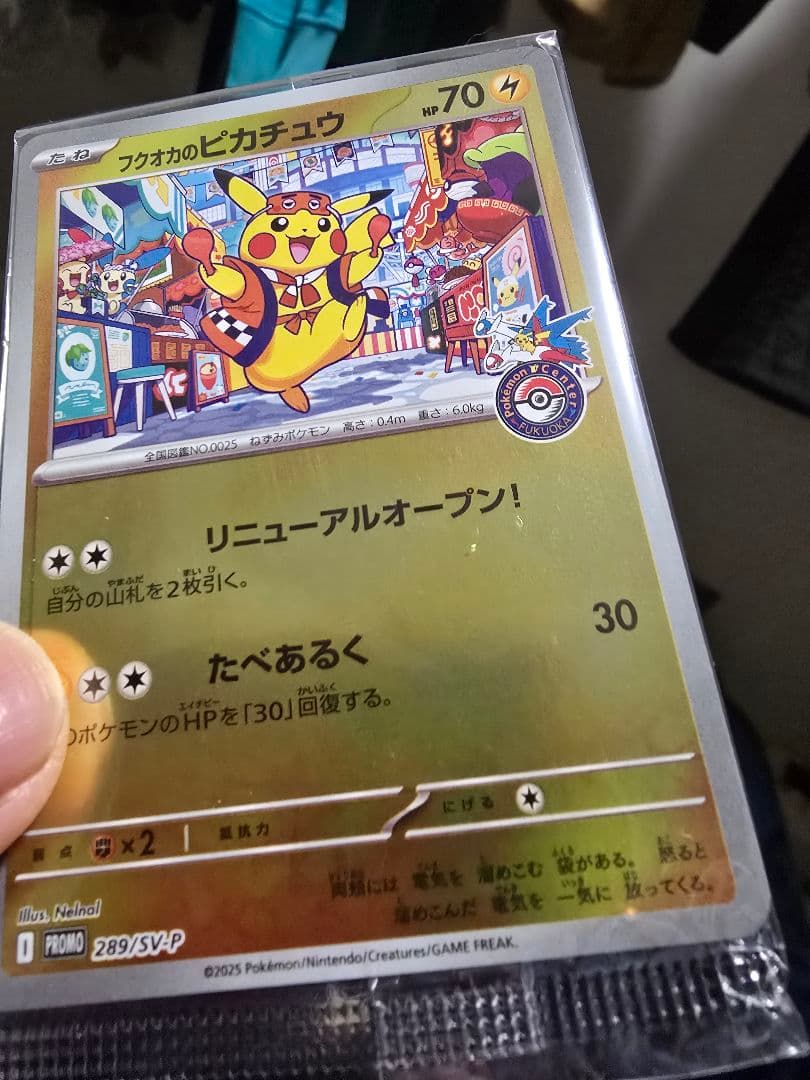 たね フクオカのピカチュウ HP70
Pokémon Center
FUKUOKA
全国図鑑NO.0025 ねずみポケモン 高さ:0.4m 重さ:6.0kg
リニューアルオープン!
自分の山札を2枚引く。
たべあるく 30
ポケモンのHPを「30」回復する。
弱点 ×2 抵抗力 にげる
両頬には 電気を 溜めこむ 袋がある。 怒ると
溜めこんだ 電気を 一気に 放ってくる。
Illus. Nelnal
I PROMO 289/SV-P
©2025 Pokémon/Nintendo/Creatures/GAME FREAK.